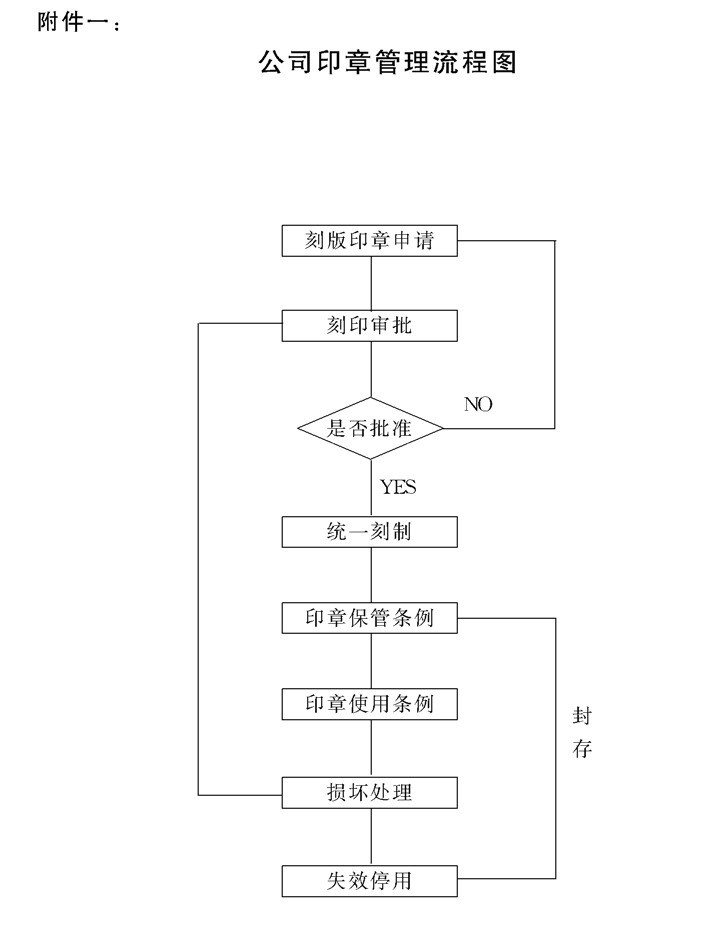 附件一：
公司印章管理流程图
刻版印章申请
刻印审批
是否批准
NO
YES
统一刻制
印章保管条例
印章使用条例
封
存
损坏处理
失效停用